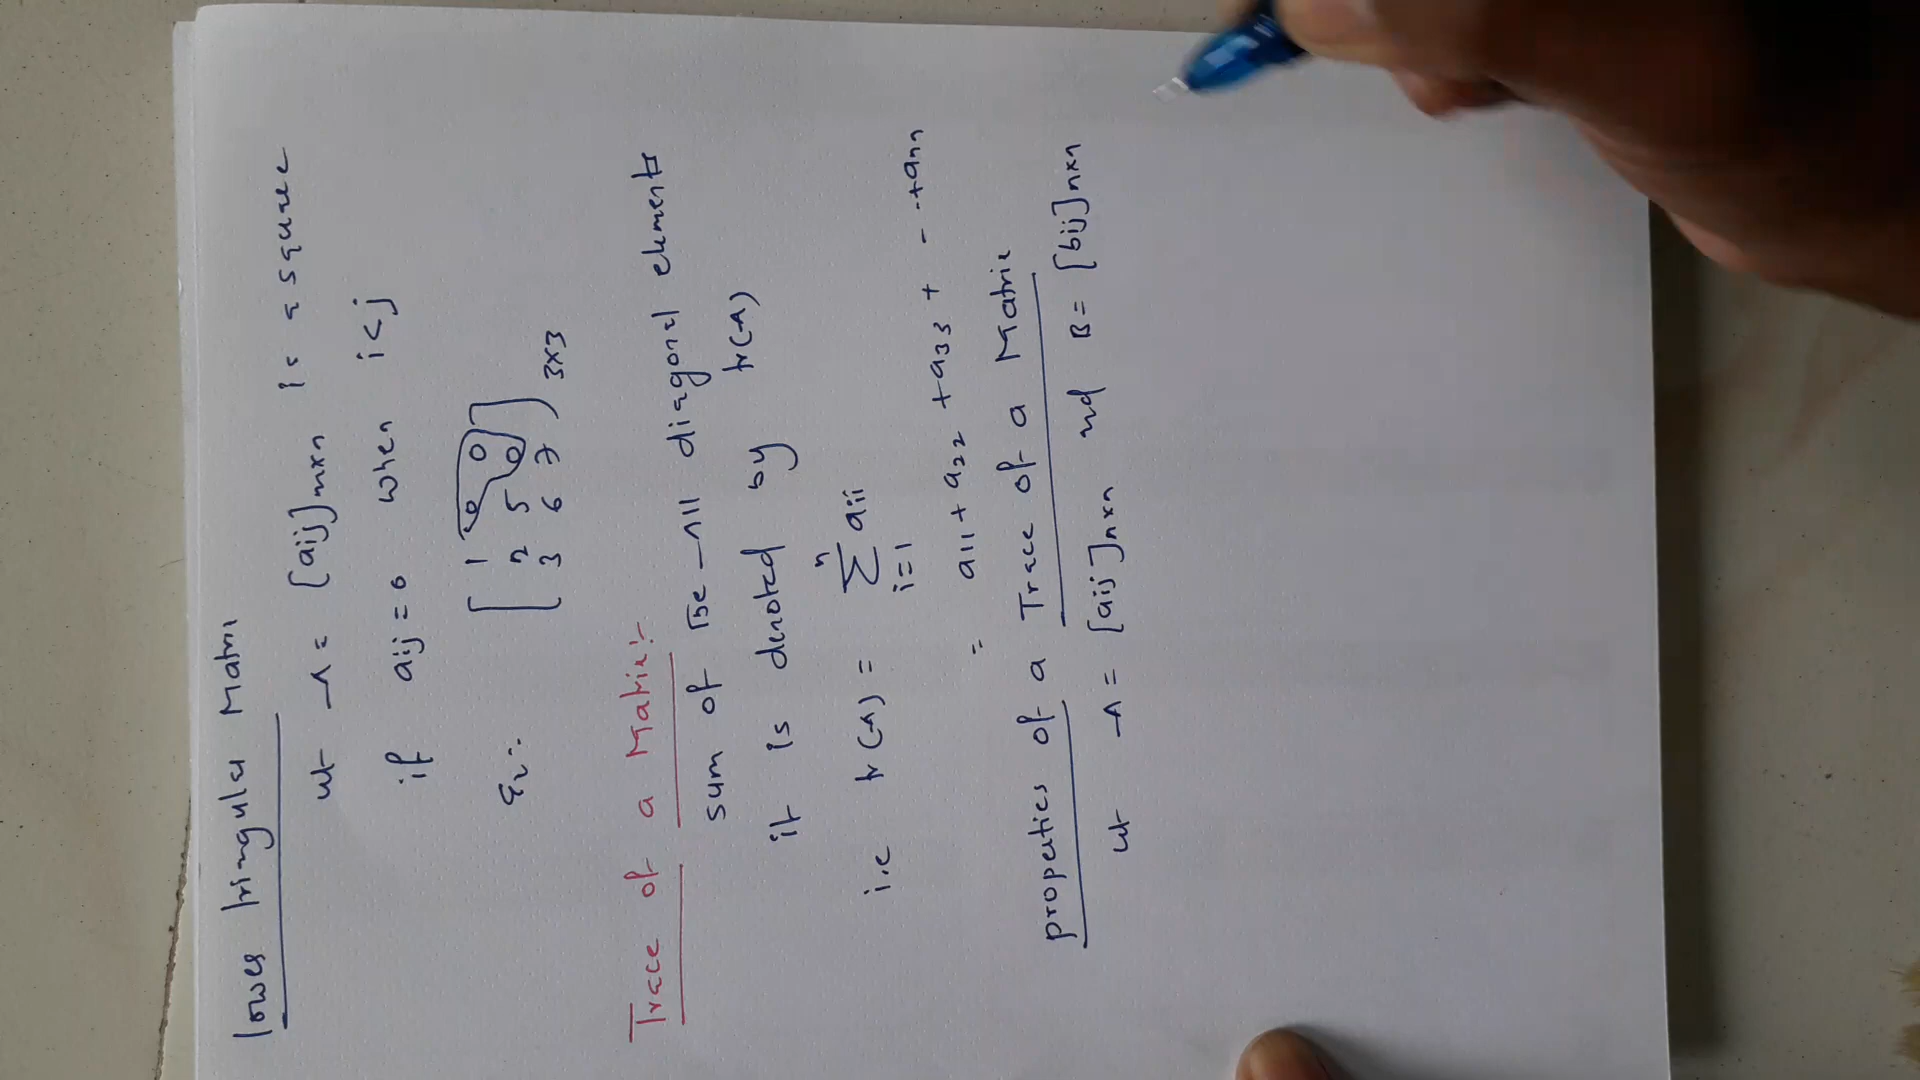 lower triangular Matrix
let A = [aij]mxn is a square
if aij = 0 when i<j
Ex:-
[ 1 0 0
2 5 0
3 6 7 ] 3x3
Trace of a Matrix:-
sum of the All diagonal elements
it is denoted by tr(A)
i.e tr(A) = n∑i=1 aii
= a11 + a22 + a33 + - - + ann
properties of a Trace of a Matrix
let A = [aij]nxn and B = [bij]nxn